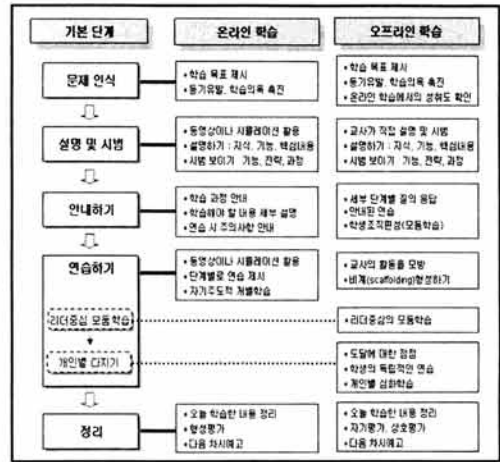 기본 단계
온라인 학습
오프라인 학습
문제 인식
• 학습 목표 제시
• 동기유발, 학습의욕 촉진
• 학습 목표 제시
• 동기유발, 학습의욕 촉진
• 온라인 학습에서의 성취도 확인
설명 및 시범
• 동영상이나 시뮬레이션 활용
• 설명하기 : 지식, 기능, 핵심내용
• 시범 보이기 기능, 전략, 과정
• 교사가 직접 설명 및 시범
• 설명하기 : 지식, 기능, 핵심내용
• 시범 보이기 기능, 전략, 과정
안내하기
• 학습 과정 안내
• 학습해야 할 내용 세부 설명
• 연습 시 주의사항 안내
• 세부 단계별 질의 응답
• 안내된 연습
• 학생조직편성(모둠학습)
연습하기
• 동영상이나 시뮬레이션 활용
• 단계별로 연습 제시
• 자기주도적 개별학습
• 교사의 활동을 모방
• 비계(scaffolding)형성하기
리더중심 모둠학습
• 리더중심의 모둠학습
개인별 다지기
• 도달에 대한 점검
• 학생의 독립적인 연습
• 개인별 심화학습
정리
• 오늘 학습한 내용 정리
• 형성평가
• 다음 차시예고
• 오늘 학습한 내용 정리
• 자기평가, 상호평가
• 다음 차시예고